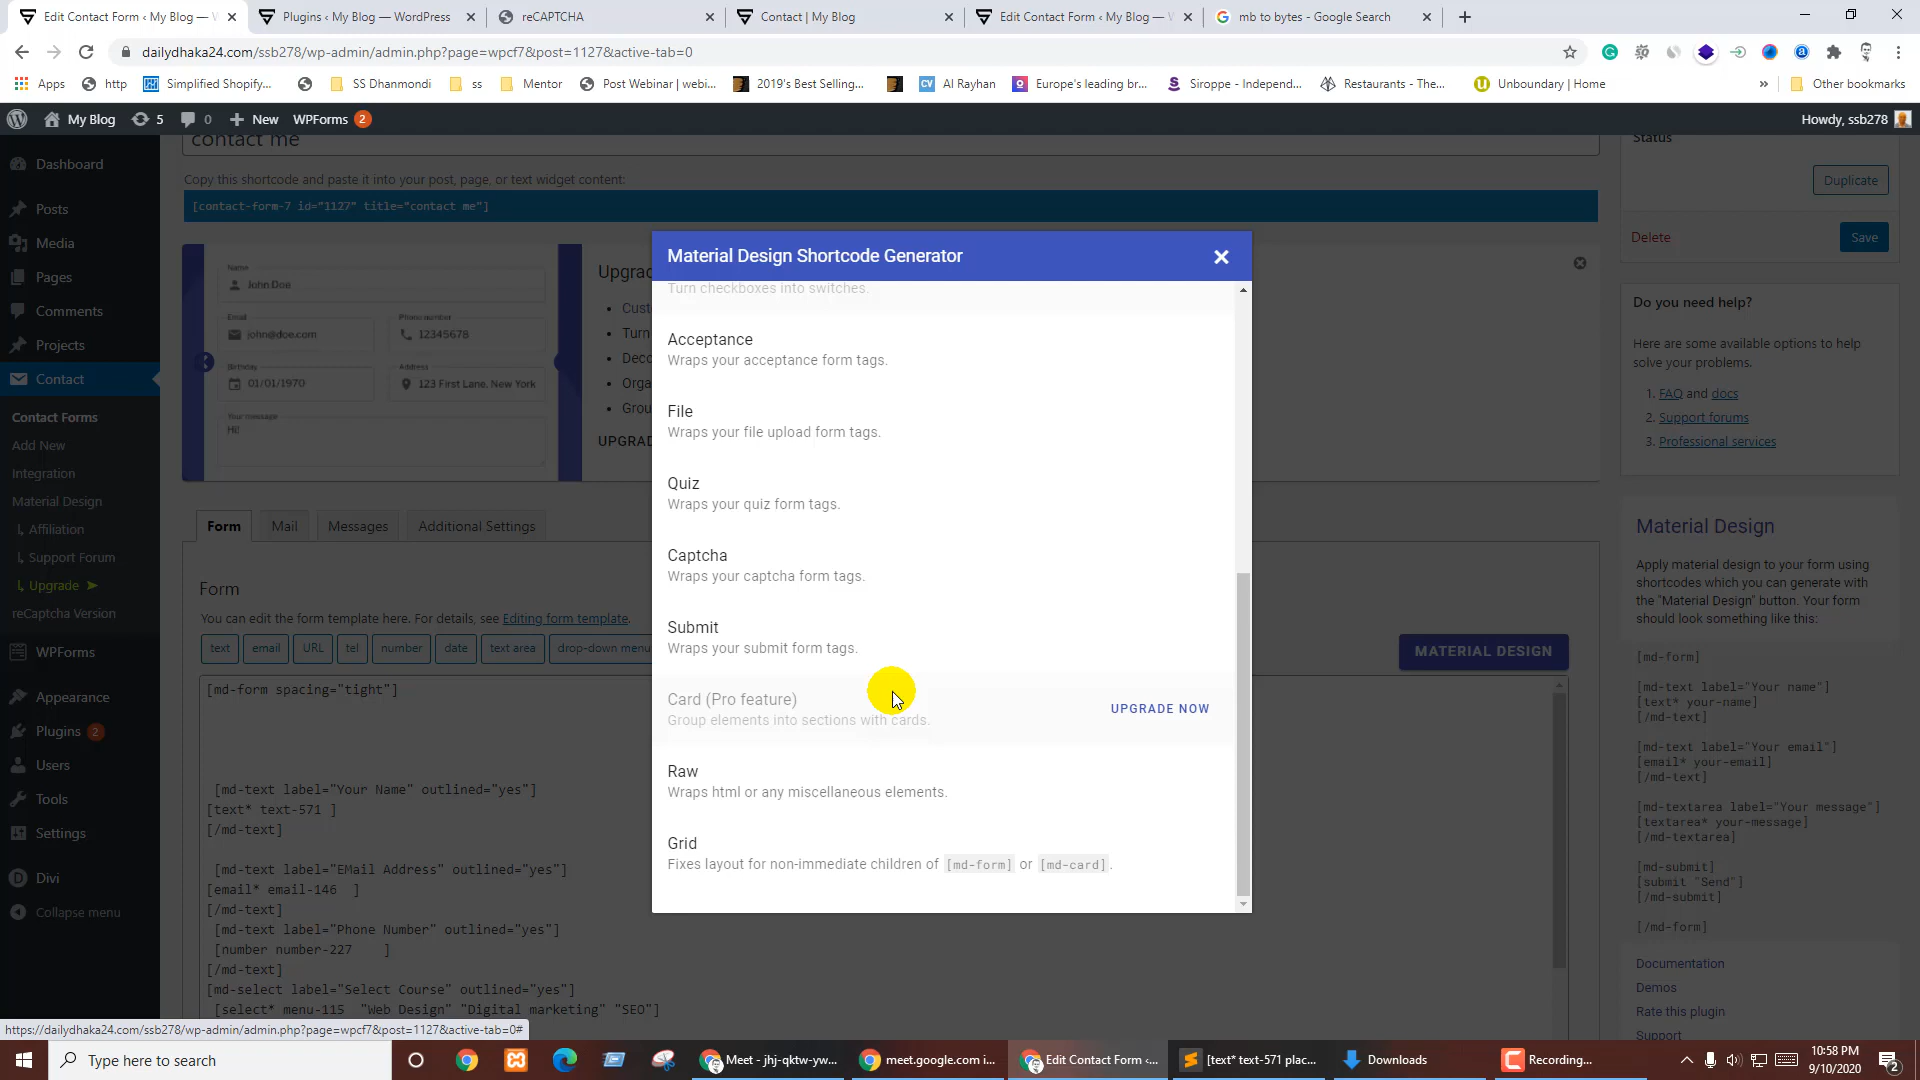 Edit Contact Form ‹ My Blog — W
Plugins ‹ My Blog — WordPress
reCAPTCHA
Contact | My Blog
Edit Contact Form ‹ My Blog — W
mb to bytes - Google Search
dailydhaka24.com/ssb278/wp-admin/admin.php?page=wpcf7&post=1127&active-tab=0
Apps
http
Simplified Shopify...
SS Dhanmondi
ss
Mentor
Post Webinar | webi...
2019's Best Selling...
Al Rayhan
Europe's leading br...
Siroppe - Independ...
Restaurants - The...
Unboundary | Home
»
Other bookmarks
My Blog
5
0
New
WPForms 2
Howdy, ssb278
Dashboard
Posts
Media
Pages
Comments
Projects
Contact
Contact Forms
Add New
Integration
Material Design
↳ Affiliation
↳ Support Forum
↳ Upgrade ➤
reCaptcha Version
WPForms
Appearance
Plugins 2
Users
Tools
Settings
Divi
Collapse menu
contact me
Copy this shortcode and paste it into your post, page, or text widget content:
[contact-form-7 id="1127" title="contact me"]
Name
John Doe
Email
john@doe.com
Phone number
12345678
Birthday
01/01/1970
Address
123 First Lane, New York
Your message
Hi!
Upgrad
Cust
Turn
Deco
Orga
Grou
UPGRAD
Form
Mail
Messages
Additional Settings
Form
You can edit the form template here. For details, see Editing form template.
text
email
URL
tel
number
date
text area
drop-down menu
MATERIAL DESIGN
[md-form spacing="tight"]
[md-text label="Your Name" outlined="yes"]
[text* text-571 ]
[/md-text]
[md-text label="EMail Address" outlined="yes"]
[email* email-146 ]
[/md-text]
[md-text label="Phone Number" outlined="yes"]
[number number-227 ]
[/md-text]
[md-select label="Select Course" outlined="yes"]
[select* menu-115 "Web Design" "Digital marketing" "SEO"]
Material Design Shortcode Generator
Turn checkboxes into switches.
Acceptance
Wraps your acceptance form tags.
File
Wraps your file upload form tags.
Quiz
Wraps your quiz form tags.
Captcha
Wraps your captcha form tags.
Submit
Wraps your submit form tags.
Card (Pro feature)
Group elements into sections with cards.
UPGRADE NOW
Raw
Wraps html or any miscellaneous elements.
Grid
Fixes layout for non-immediate children of [md-form] or [md-card].
Status
Duplicate
Delete
Save
Do you need help?
Here are some available options to help
solve your problems.
1. FAQ and docs
2. Support forums
3. Professional services
Material Design
Apply material design to your form using
shortcodes which you can generate with
the "Material Design" button. Your form
should look something like this:
[md-form]
[md-text label="Your name"]
[text* your-name]
[/md-text]
[md-text label="Your email"]
[email* your-email]
[/md-text]
[md-textarea label="Your message"]
[textarea* your-message]
[/md-textarea]
[md-submit]
[submit "Send"]
[/md-submit]
[/md-form]
Documentation
Demos
Rate this plugin
Support
https://dailydhaka24.com/ssb278/wp-admin/admin.php?page=wpcf7&post=1127&active-tab=0#
Type here to search
Meet - jhj-qktw-yw...
meet.google.com i...
Edit Contact Form ‹...
[text* text-571 plac...
Downloads
Recording...
10:58 PM
9/10/2020
2